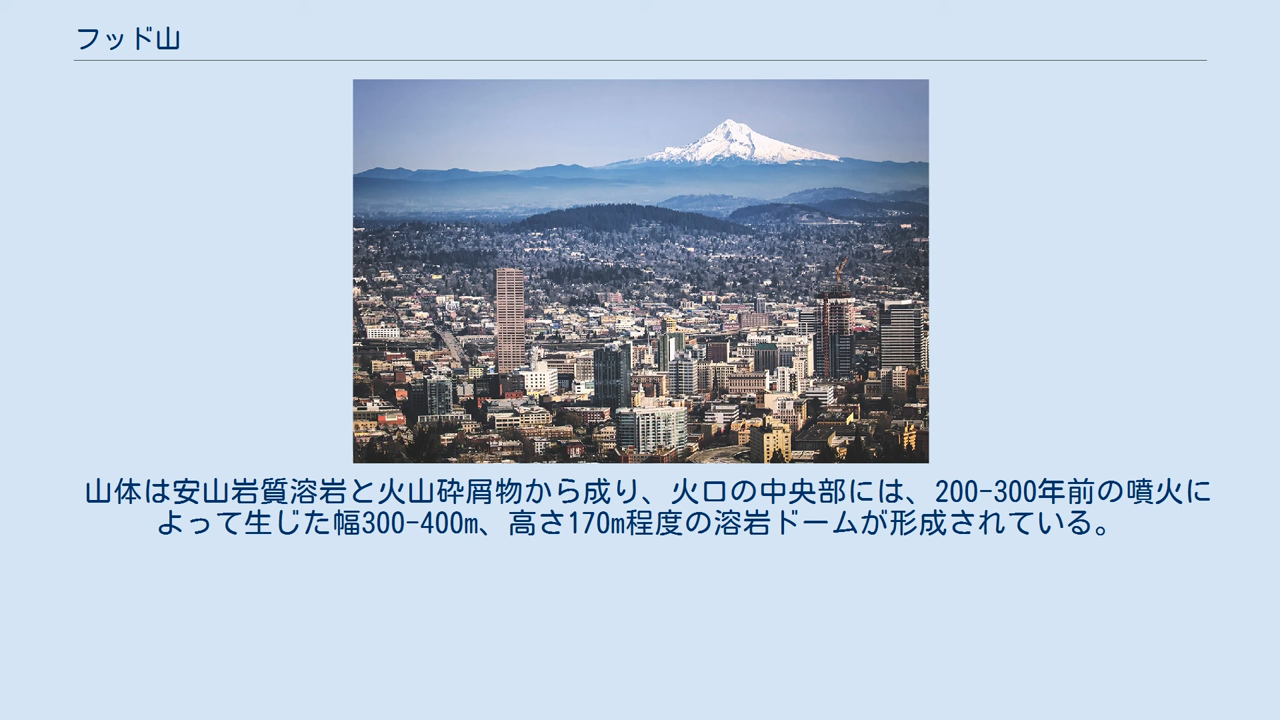 フッド山
山体は安山岩質溶岩と火山砕屑物から成り、火口の中央部には、200-300年前の噴火に
よって生じた幅300-400m、高さ170m程度の溶岩ドームが形成されている。